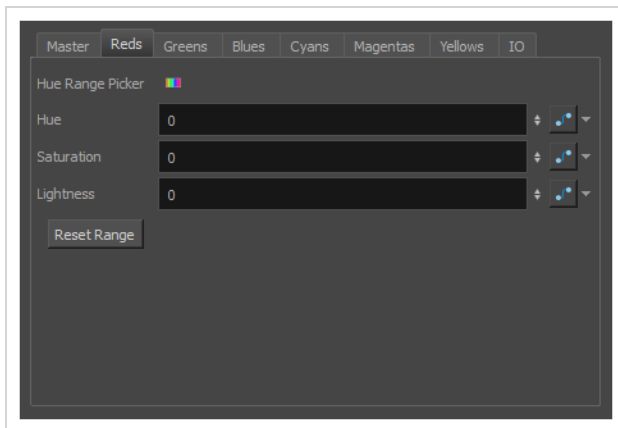 Master Reds Greens Blues Cyans Magentas Yellows IO
Hue Range Picker
Hue 0
Saturation 0
Lightness 0
Reset Range